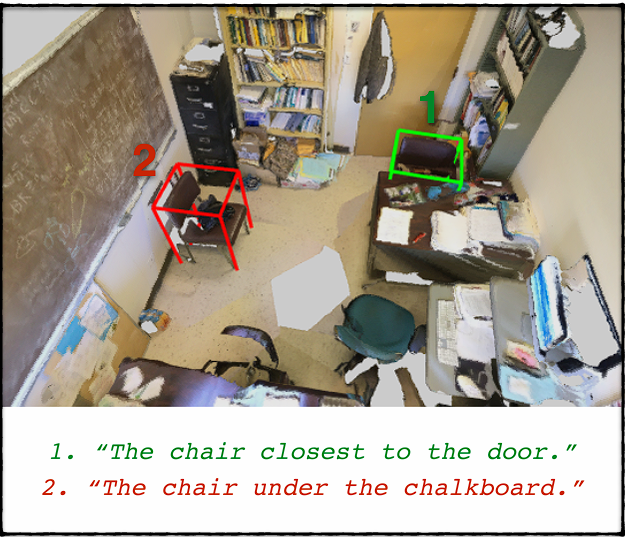 1
2
1. “The chair closest to the door.”
2. “The chair under the chalkboard.”